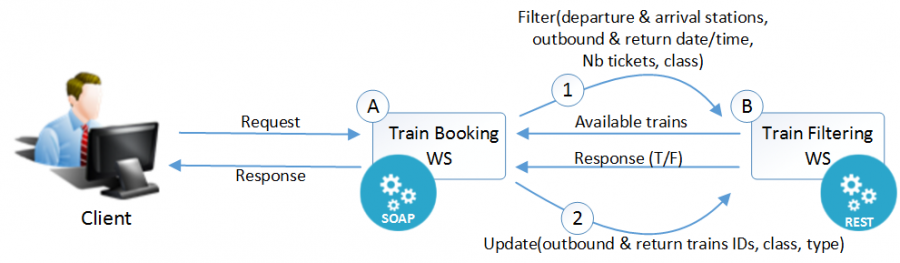 Filter(departure & arrival stations,
outbound & return date/time,
Nb tickets, class)
1
A
B
Request
Train Booking
WS
Available trains
Train Filtering
WS
Response
Response (T/F)
SOAP
REST
Client
2
Update(outbound & return trains IDs, class, type)